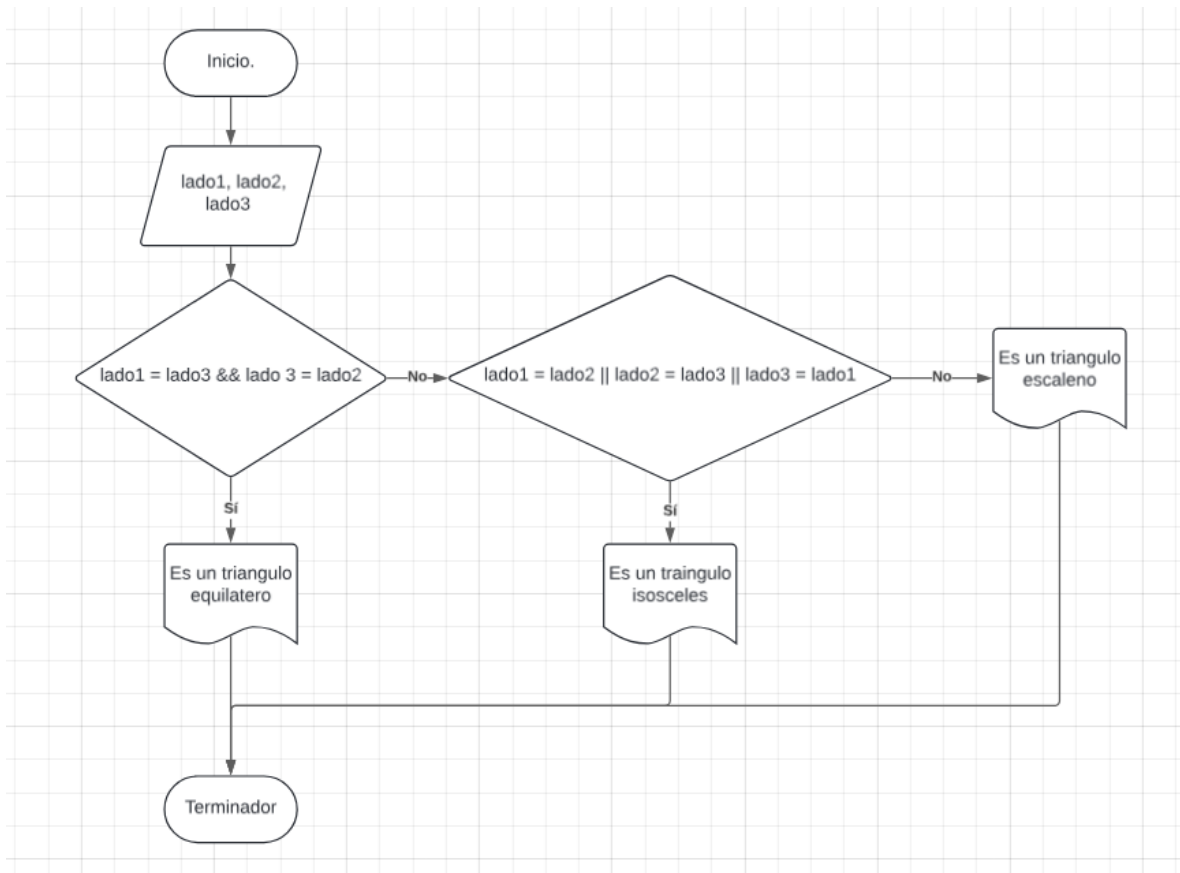 Inicio.
lado1, lado2,
lado3
lado1 = lado3 && lado 3 = lado2
No
lado1 = lado2 || lado2 = lado3 || lado3 = lado1
No
Es un triangulo
escaleno
Sí
Sí
Es un triangulo
equilatero
Es un traingulo
isosceles
Terminador